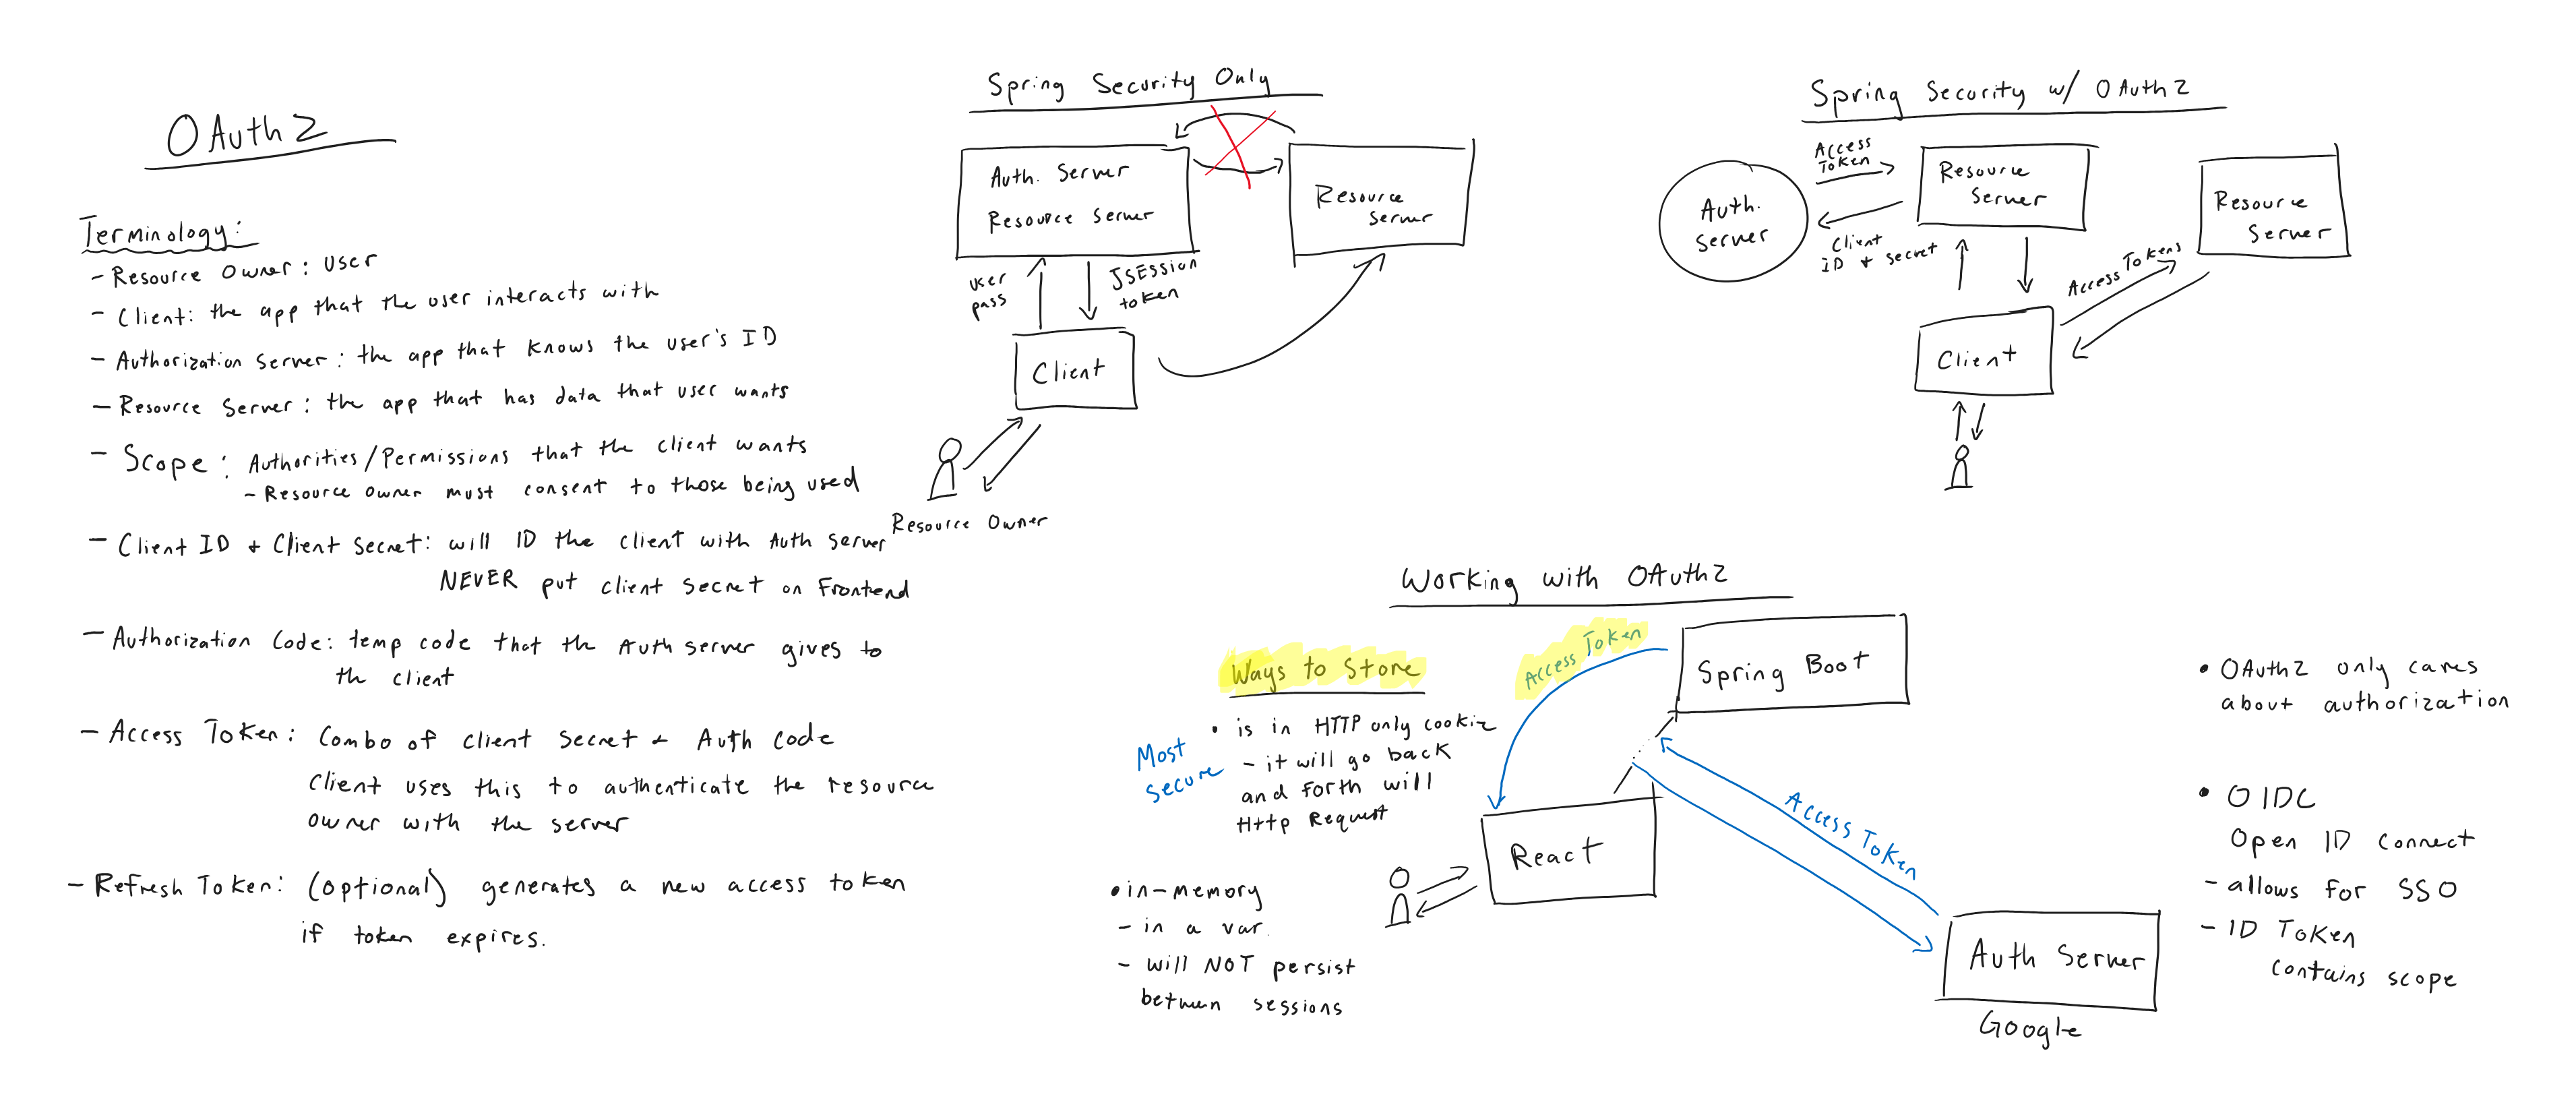 OAuth2
Terminology:
- Resource Owner: User
- Client: the app that the user interacts with
- Authorization Server: the app that knows the user's ID
- Resource Server: the app that has data that user wants
- Scope: Authorities/Permissions that the client wants
- Resource owner must consent to those being used
- Client ID + Client Secret: will ID the client with Auth server
NEVER put client secret on Frontend
- Authorization Code: temp code that the Auth server gives to
the client
- Access Token: Combo of client secret + Auth code
Client uses this to authenticate the resource
owner with the server
- Refresh Token: (optional) generates a new access token
if token expires.
Spring Security Only
Auth. Server
Resource Server
Resource
Server
user
pass
JSESSION
token
Client
Resource Owner
Spring Security w/ OAuth2
Auth.
Server
Access
Token
Client
ID + secret
Resource
Server
Resource
Server
Access Tokens
Client
Working with OAuth2
Ways to Store
Most
secure
• is in HTTP only cookie
- it will go back
and forth will
Http Request
• in-memory
- in a var.
- will NOT persist
between sessions
Access Token
Spring Boot
React
Access Token
Auth Server
Google
• OAuth2 only cares
about authorization
• OIDC
Open ID Connect
- allows for SSO
- ID Token
contains scope